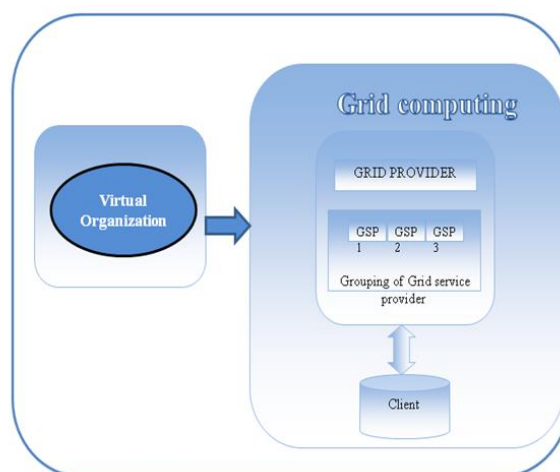 Grid computing
Virtual
Organization
GRID PROVIDER
GSP GSP GSP
1 2 3
Grouping of Grid service
provider
Client